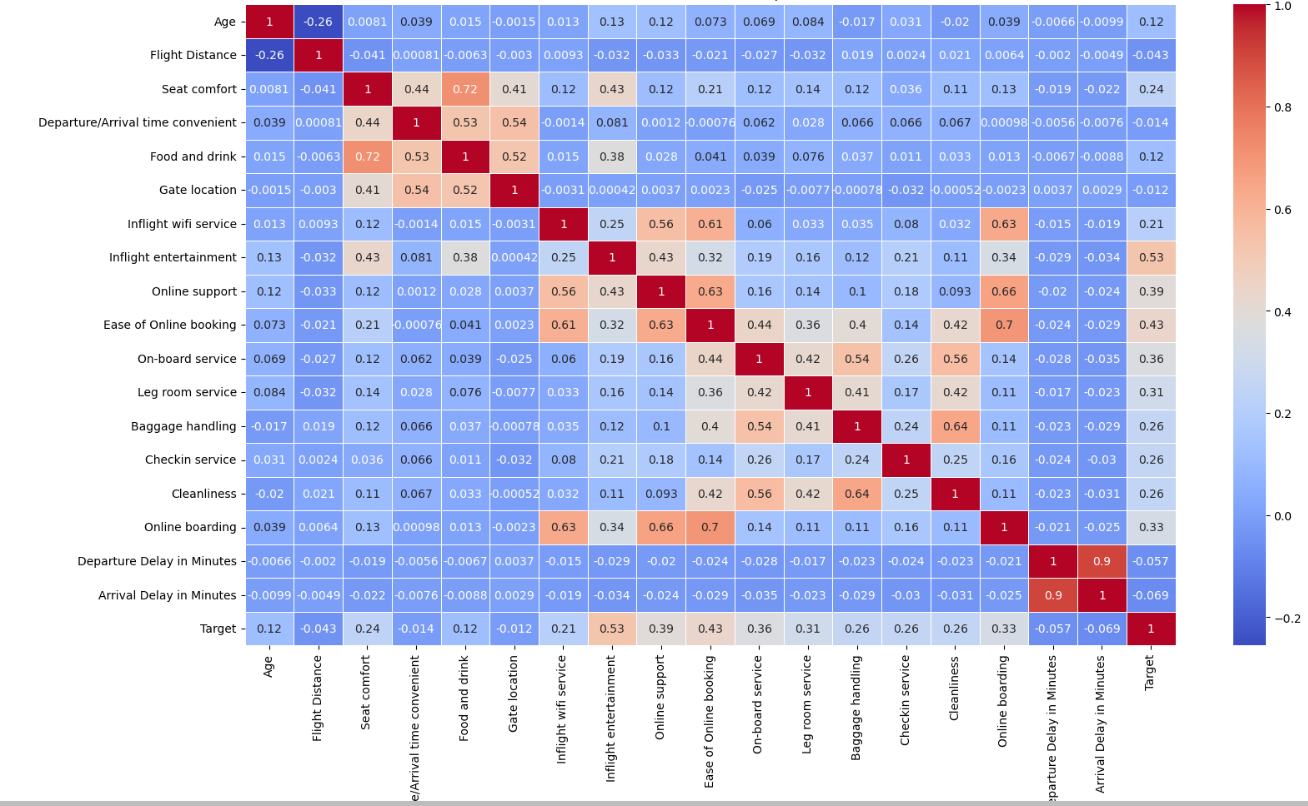 Age 1 -0.26 0.0081 0.039 0.015 -0.0015 0.013 0.13 0.12 0.073 0.069 0.084 -0.017 0.031 -0.02 0.039 -0.0066 -0.0099 0.12
Flight Distance -0.26 1 -0.041 0.00081 -0.0063 -0.003 0.0093 -0.032 -0.033 -0.021 -0.027 -0.032 0.019 0.0024 0.021 0.0064 -0.002 -0.0049 -0.043
Seat comfort 0.0081 -0.041 1 0.44 0.72 0.41 0.12 0.43 0.12 0.21 0.12 0.14 0.12 0.036 0.11 0.13 -0.019 -0.022 0.24
Departure/Arrival time convenient 0.039 0.00081 0.44 1 0.53 0.54 -0.0014 0.081 0.0012 -0.00076 0.062 0.028 0.066 0.066 0.067 0.00098 -0.0056 -0.0076 -0.014
Food and drink 0.015 -0.0063 0.72 0.53 1 0.52 0.015 0.38 0.028 0.041 0.039 0.076 0.037 0.011 0.033 0.013 -0.0067 -0.0088 0.12
Gate location -0.0015 -0.003 0.41 0.54 0.52 1 -0.0031 0.00042 0.0037 0.0023 -0.025 -0.0077 -0.00078 -0.032 -0.00052 -0.0023 0.0037 0.0029 -0.012
Inflight wifi service 0.013 0.0093 0.12 -0.0014 0.015 -0.0031 1 0.25 0.56 0.61 0.06 0.033 0.035 0.08 0.032 0.63 -0.015 -0.019 0.21
Inflight entertainment 0.13 -0.032 0.43 0.081 0.38 0.00042 0.25 1 0.43 0.32 0.19 0.16 0.12 0.21 0.11 0.34 -0.029 -0.034 0.53
Online support 0.12 -0.033 0.12 0.0012 0.028 0.0037 0.56 0.43 1 0.63 0.16 0.14 0.1 0.18 0.093 0.66 -0.02 -0.024 0.39
Ease of Online booking 0.073 -0.021 0.21 -0.00076 0.041 0.0023 0.61 0.32 0.63 1 0.44 0.36 0.4 0.14 0.42 0.7 -0.024 -0.029 0.43
On-board service 0.069 -0.027 0.12 0.062 0.039 -0.025 0.06 0.19 0.16 0.44 1 0.42 0.54 0.26 0.56 0.14 -0.028 -0.035 0.36
Leg room service 0.084 -0.032 0.14 0.028 0.076 -0.0077 0.033 0.16 0.14 0.36 0.42 1 0.41 0.17 0.42 0.11 -0.017 -0.023 0.31
Baggage handling -0.017 0.019 0.12 0.066 0.037 -0.00078 0.035 0.12 0.1 0.4 0.54 0.41 1 0.24 0.64 0.11 -0.023 -0.029 0.26
Checkin service 0.031 0.0024 0.036 0.066 0.011 -0.032 0.08 0.21 0.18 0.14 0.26 0.17 0.24 1 0.25 0.16 -0.024 -0.03 0.26
Cleanliness -0.02 0.021 0.11 0.067 0.033 -0.00052 0.032 0.11 0.093 0.42 0.56 0.42 0.64 0.25 1 0.11 -0.023 -0.031 0.26
Online boarding 0.039 0.0064 0.13 0.00098 0.013 -0.0023 0.63 0.34 0.66 0.7 0.14 0.11 0.11 0.16 0.11 1 -0.021 -0.025 0.33
Departure Delay in Minutes -0.0066 -0.002 -0.019 -0.0056 -0.0067 0.0037 -0.015 -0.029 -0.02 -0.024 -0.028 -0.017 -0.023 -0.024 -0.023 -0.021 1 0.9 -0.057
Arrival Delay in Minutes -0.0099 -0.0049 -0.022 -0.0076 -0.0088 0.0029 -0.019 -0.034 -0.024 -0.029 -0.035 -0.023 -0.029 -0.03 -0.031 -0.025 0.9 1 -0.069
Target 0.12 -0.043 0.24 -0.014 0.12 -0.012 0.21 0.53 0.39 0.43 0.36 0.31 0.26 0.26 0.26 0.33 -0.057 -0.069 1
Age
Flight Distance
Seat comfort
e/Arrival time convenient
Food and drink
Gate location
Inflight wifi service
Inflight entertainment
Online support
Ease of Online booking
On-board service
Leg room service
Baggage handling
Checkin service
Cleanliness
Online boarding
eparture Delay in Minutes
Arrival Delay in Minutes
Target
1.0
0.8
0.6
0.4
0.2
0.0
−0.2